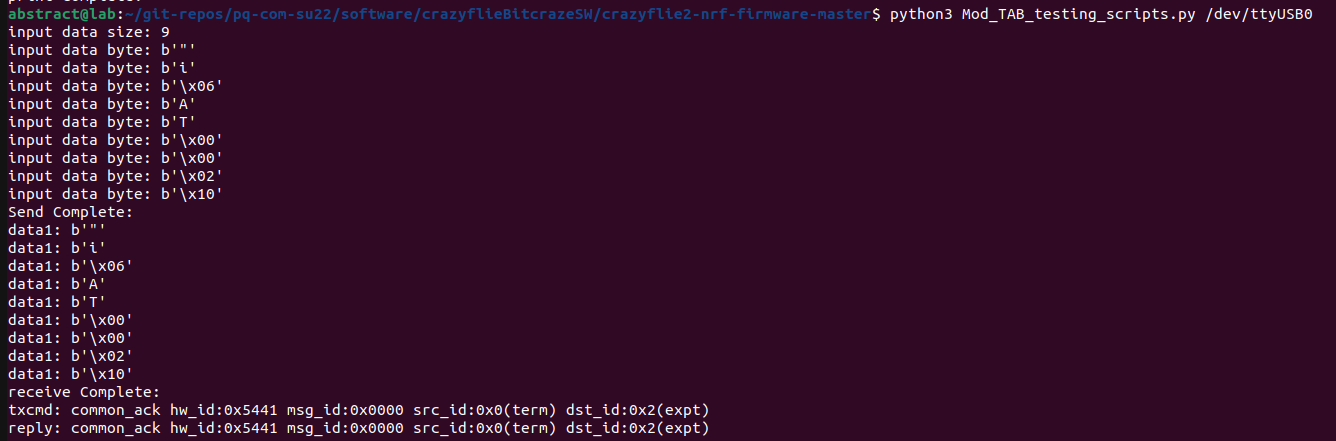 abstract@lab:~/git-repos/pq-com-su22/software/crazyflieBitcrazeSW/crazyflie2-nrf-firmware-master$ python3 Mod_TAB_testing_scripts.py /dev/ttyUSB0
input data size: 9
input data byte: b'"'
input data byte: b'i'
input data byte: b'\x06'
input data byte: b'A'
input data byte: b'T'
input data byte: b'\x00'
input data byte: b'\x00'
input data byte: b'\x02'
input data byte: b'\x10'
Send Complete:
data1: b'"'
data1: b'i'
data1: b'\x06'
data1: b'A'
data1: b'T'
data1: b'\x00'
data1: b'\x00'
data1: b'\x02'
data1: b'\x10'
receive Complete:
txcmd: common_ack hw_id:0x5441 msg_id:0x0000 src_id:0x0(term) dst_id:0x2(expt)
reply: common_ack hw_id:0x5441 msg_id:0x0000 src_id:0x0(term) dst_id:0x2(expt)